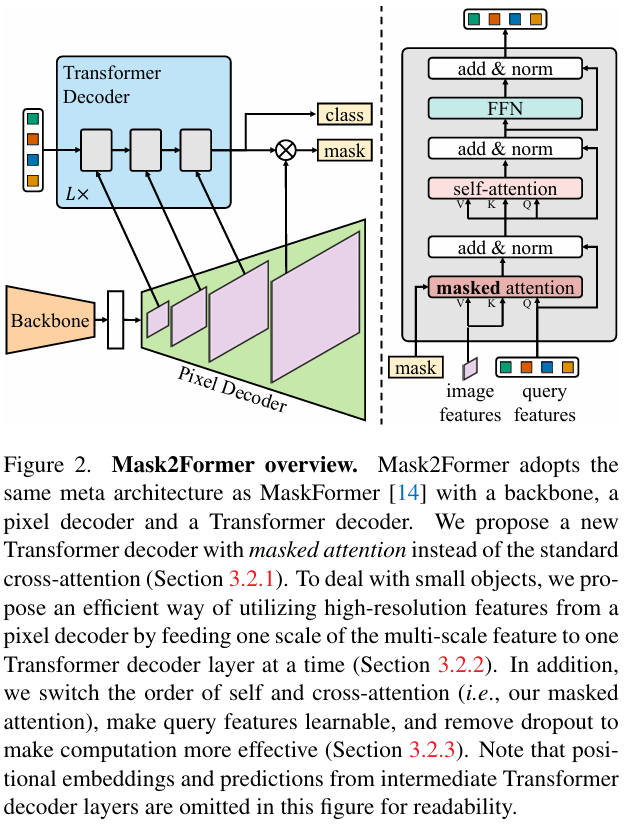 Transformer
Decoder
class
mask
L×
Backbone
Pixel Decoder
add & norm
FFN
add & norm
self-attention
V K Q
add & norm
masked attention
V K Q
mask
image
features
query
features
Figure 2. Mask2Former overview. Mask2Former adopts the
same meta architecture as MaskFormer [14] with a backbone, a
pixel decoder and a Transformer decoder. We propose a new
Transformer decoder with masked attention instead of the standard
cross-attention (Section 3.2.1). To deal with small objects, we pro-
pose an efficient way of utilizing high-resolution features from a
pixel decoder by feeding one scale of the multi-scale feature to one
Transformer decoder layer at a time (Section 3.2.2). In addition,
we switch the order of self and cross-attention (i.e., our masked
attention), make query features learnable, and remove dropout to
make computation more effective (Section 3.2.3). Note that posi-
tional embeddings and predictions from intermediate Transformer
decoder layers are omitted in this figure for readability.